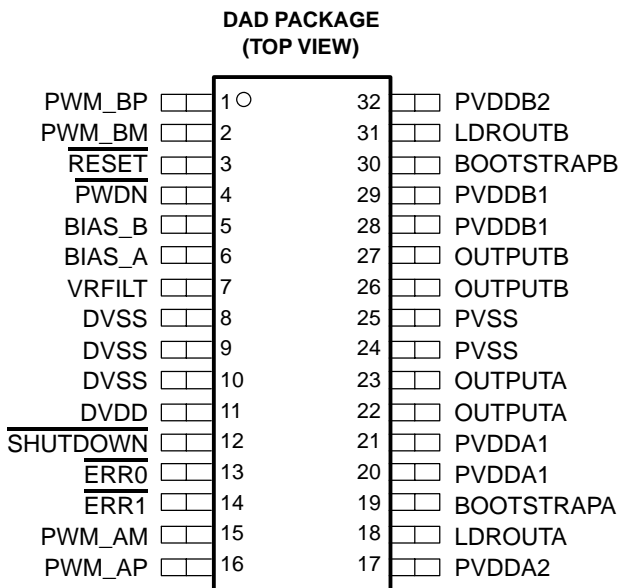 DAD PACKAGE
(TOP VIEW)
PWM_BP 1 32 PVDDB2
PWM_BM 2 31 LDROUTB
RESET 3 30 BOOTSTRAPB
PWDN 4 29 PVDDB1
BIAS_B 5 28 PVDDB1
BIAS_A 6 27 OUTPUTB
VRFILT 7 26 OUTPUTB
DVSS 8 25 PVSS
DVSS 9 24 PVSS
DVSS 10 23 OUTPUTA
DVDD 11 22 OUTPUTA
SHUTDOWN 12 21 PVDDA1
ERR0 13 20 PVDDA1
ERR1 14 19 BOOTSTRAPA
PWM_AM 15 18 LDROUTA
PWM_AP 16 17 PVDDA2